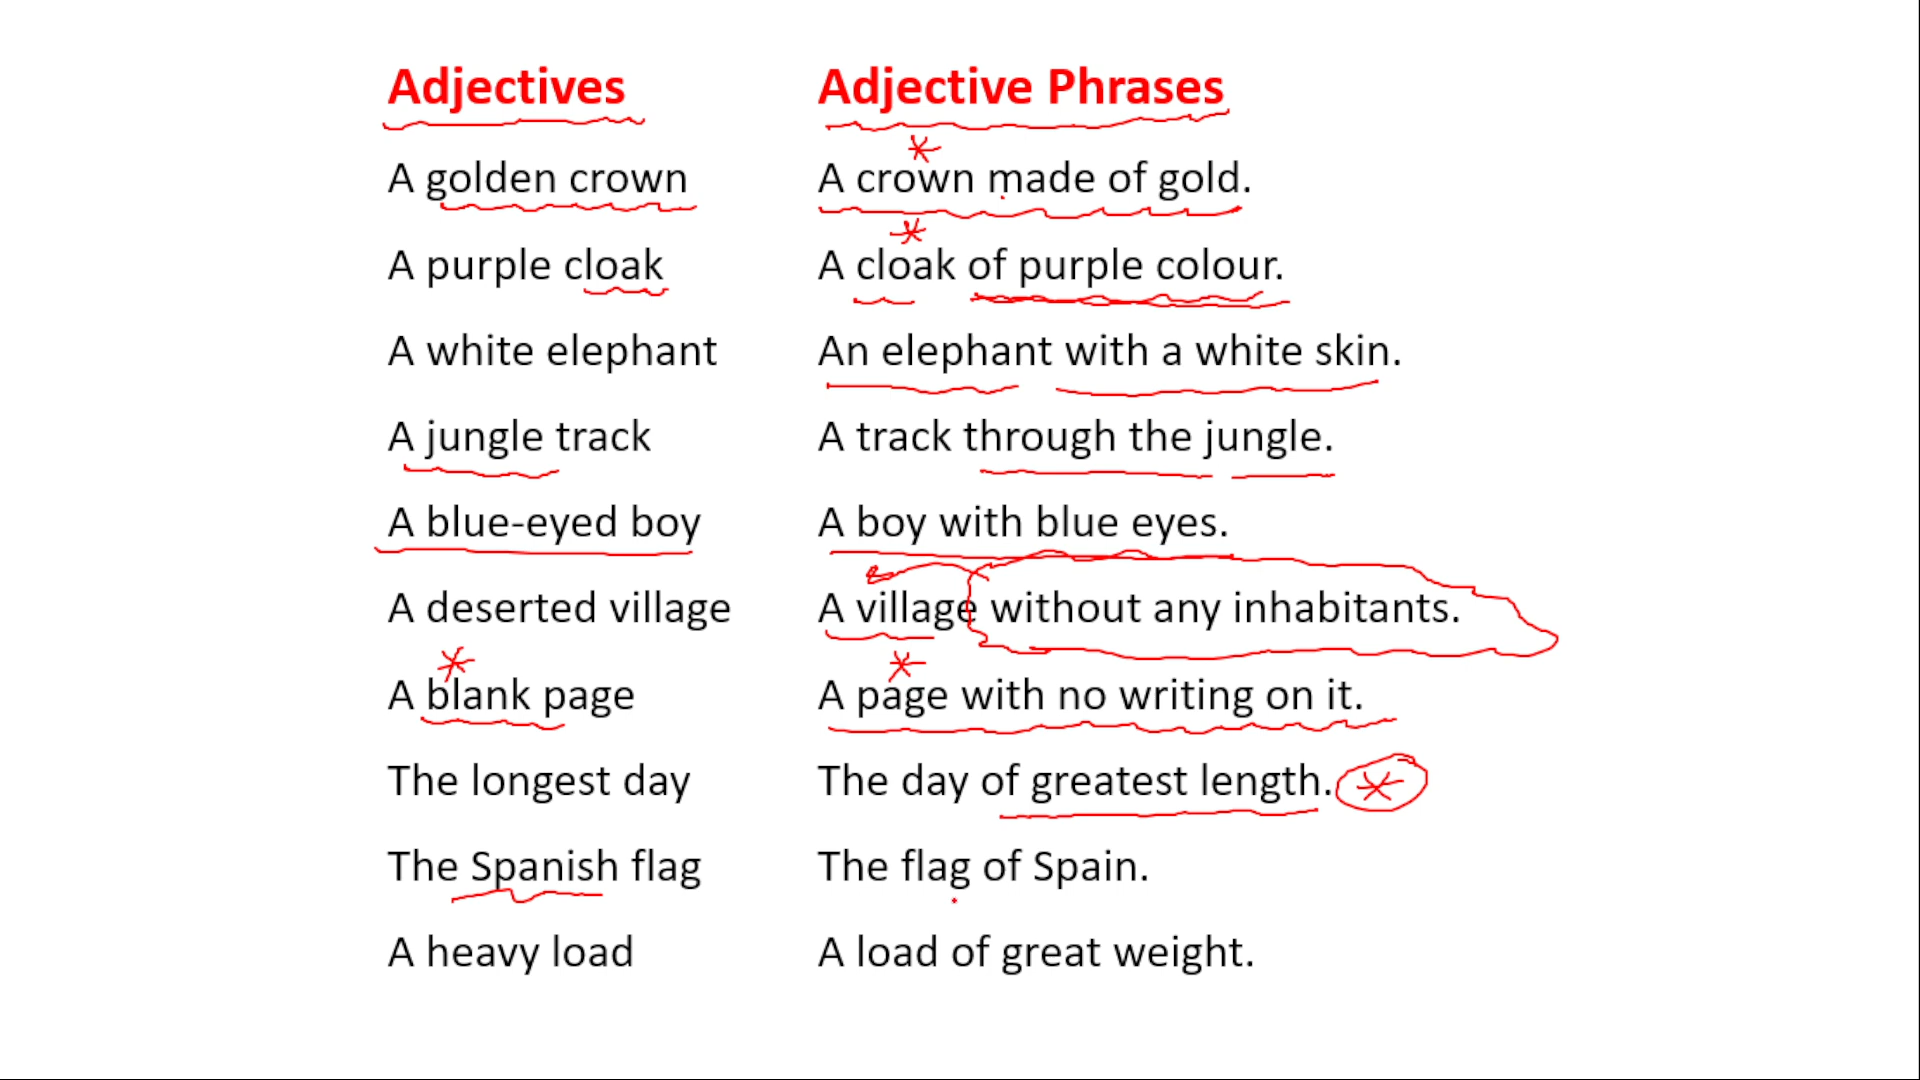 Adjectives Adjective Phrases
A golden crown A crown made of gold.
A purple cloak A cloak of purple colour.
A white elephant An elephant with a white skin.
A jungle track A track through the jungle.
A blue-eyed boy A boy with blue eyes.
A deserted village A village without any inhabitants.
A blank page A page with no writing on it.
The longest day The day of greatest length.
The Spanish flag The flag of Spain.
A heavy load A load of great weight.